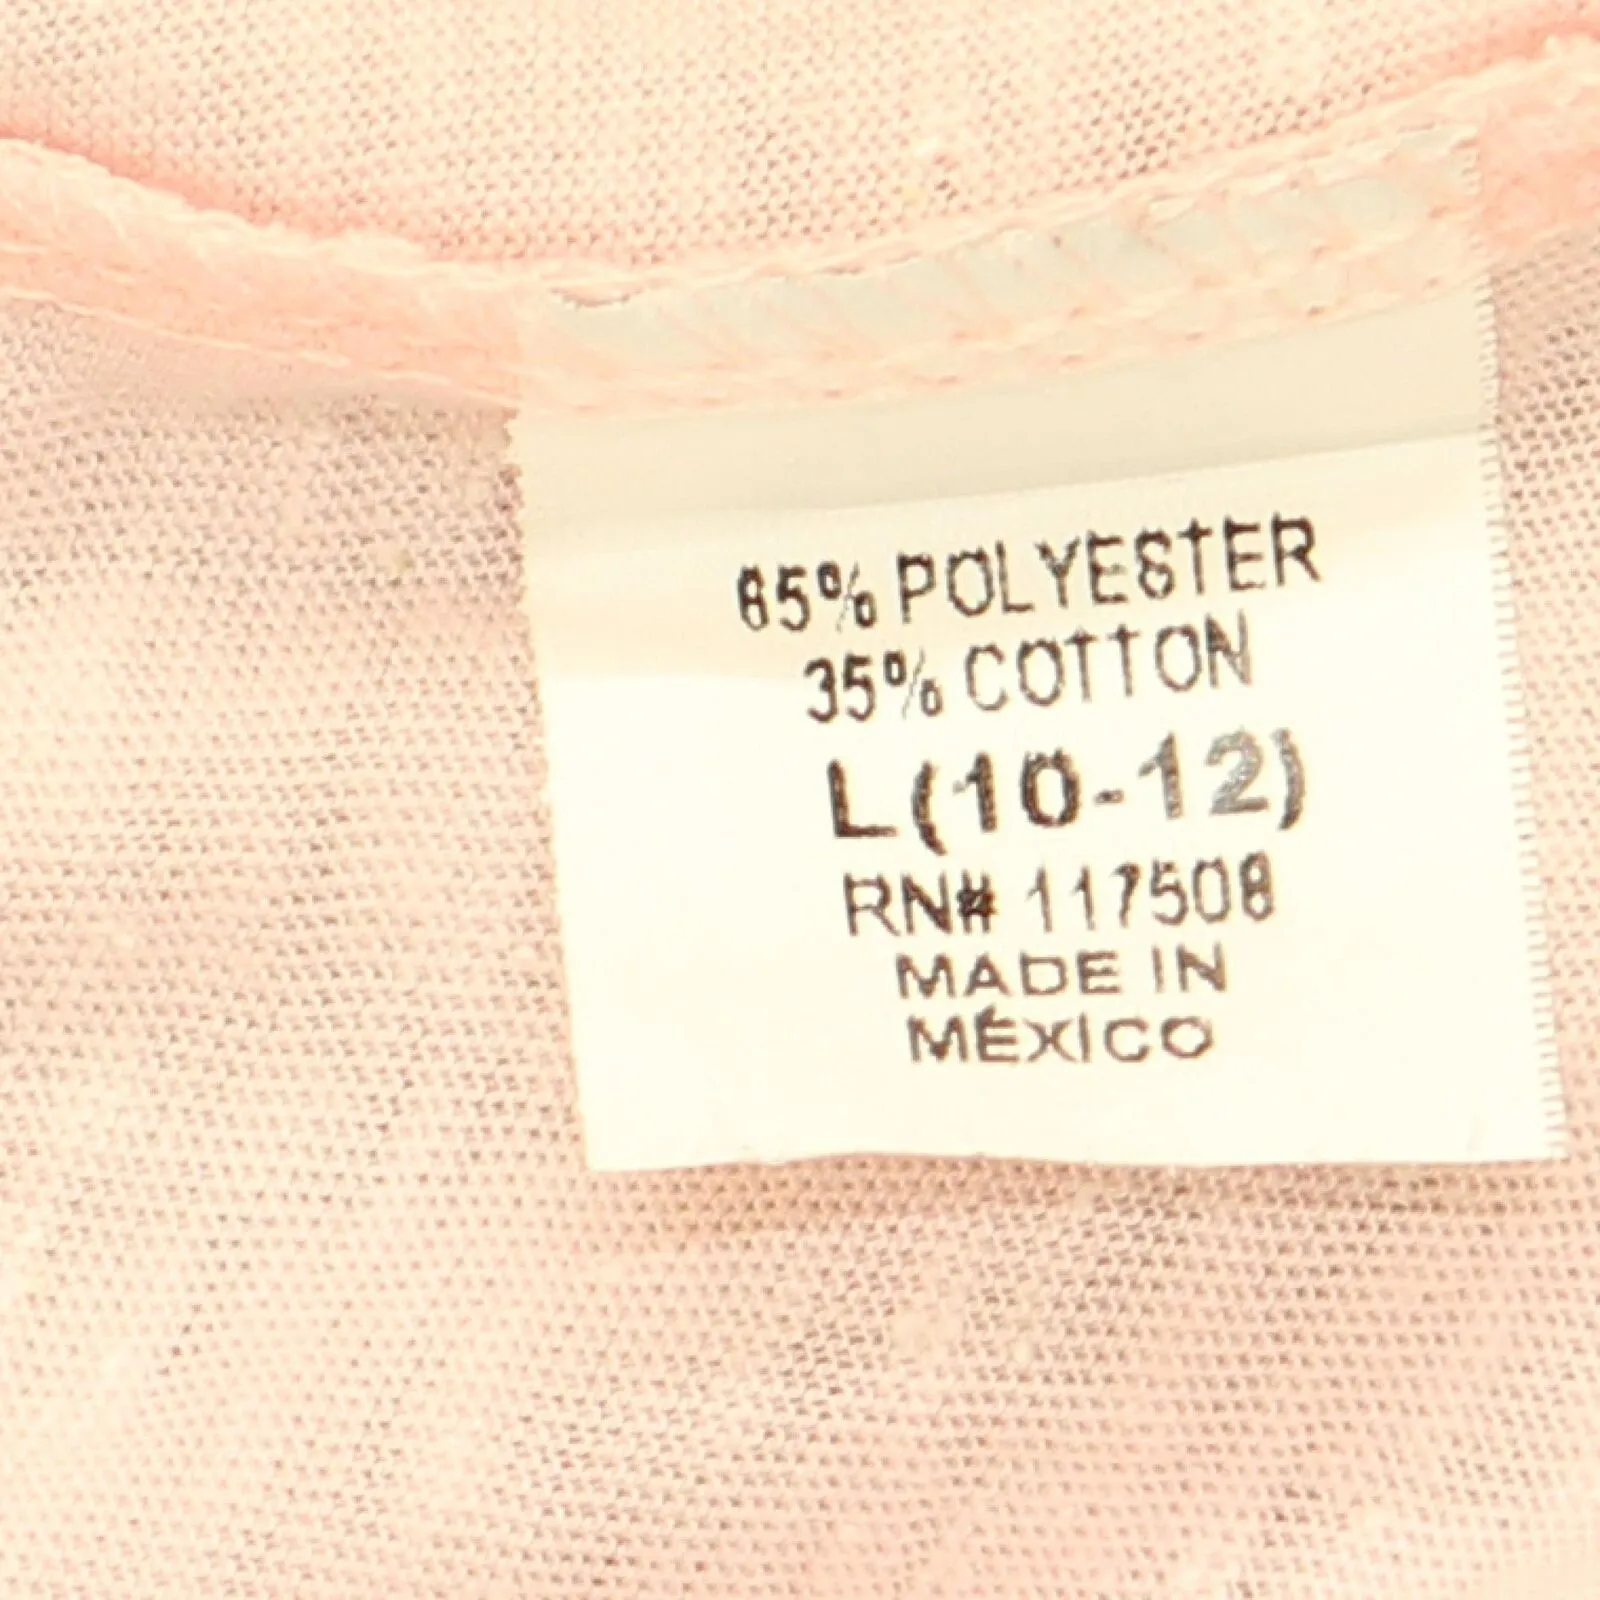 65% POLYESTER
35% COTTON
L(10-12)
RN# 117508
MADE IN
MÉXICO